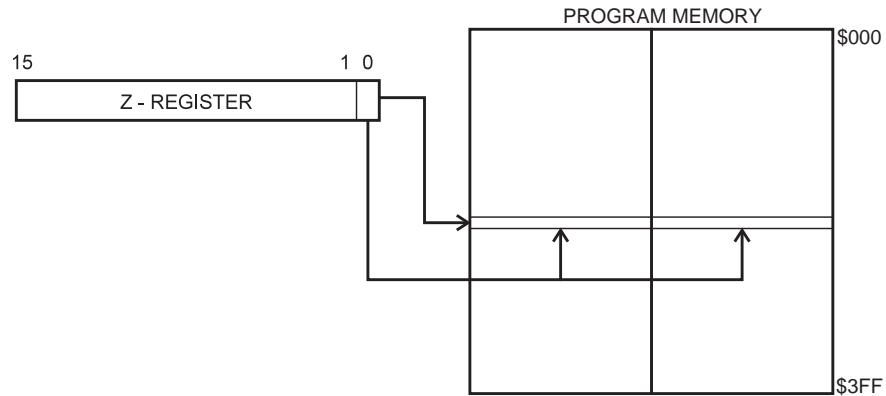 PROGRAM MEMORY
$000
15 1 0
Z - REGISTER
$3FF